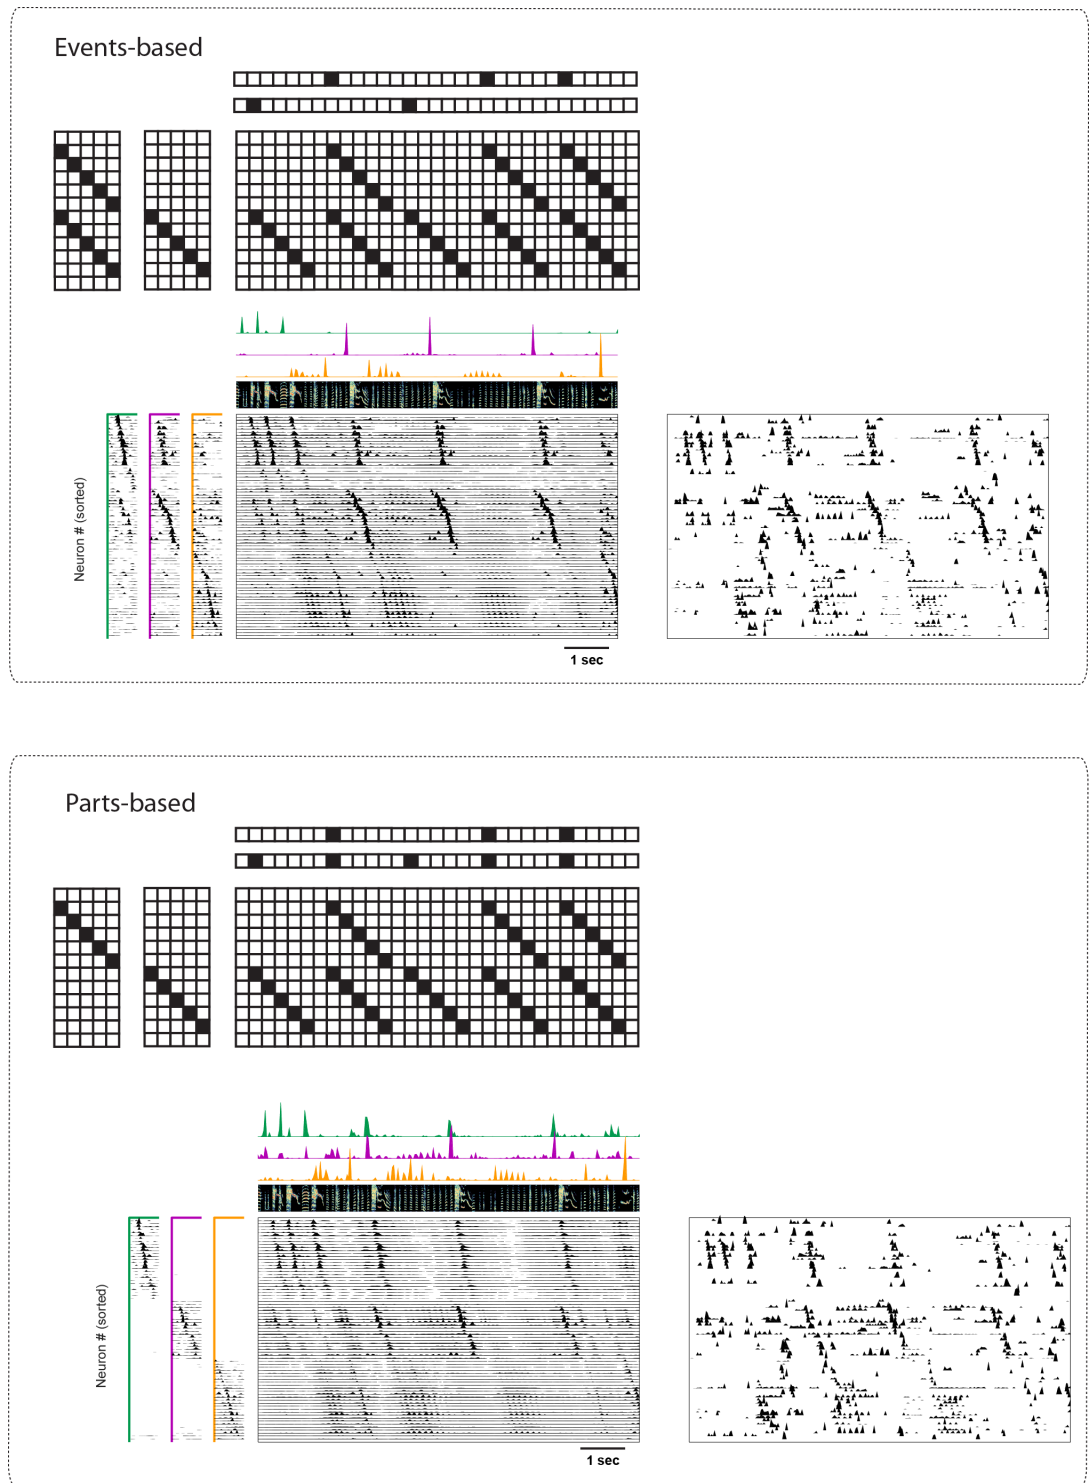 Events-based
Neuron # (sorted)
1 sec
Parts-based
Neuron # (sorted)
1 sec